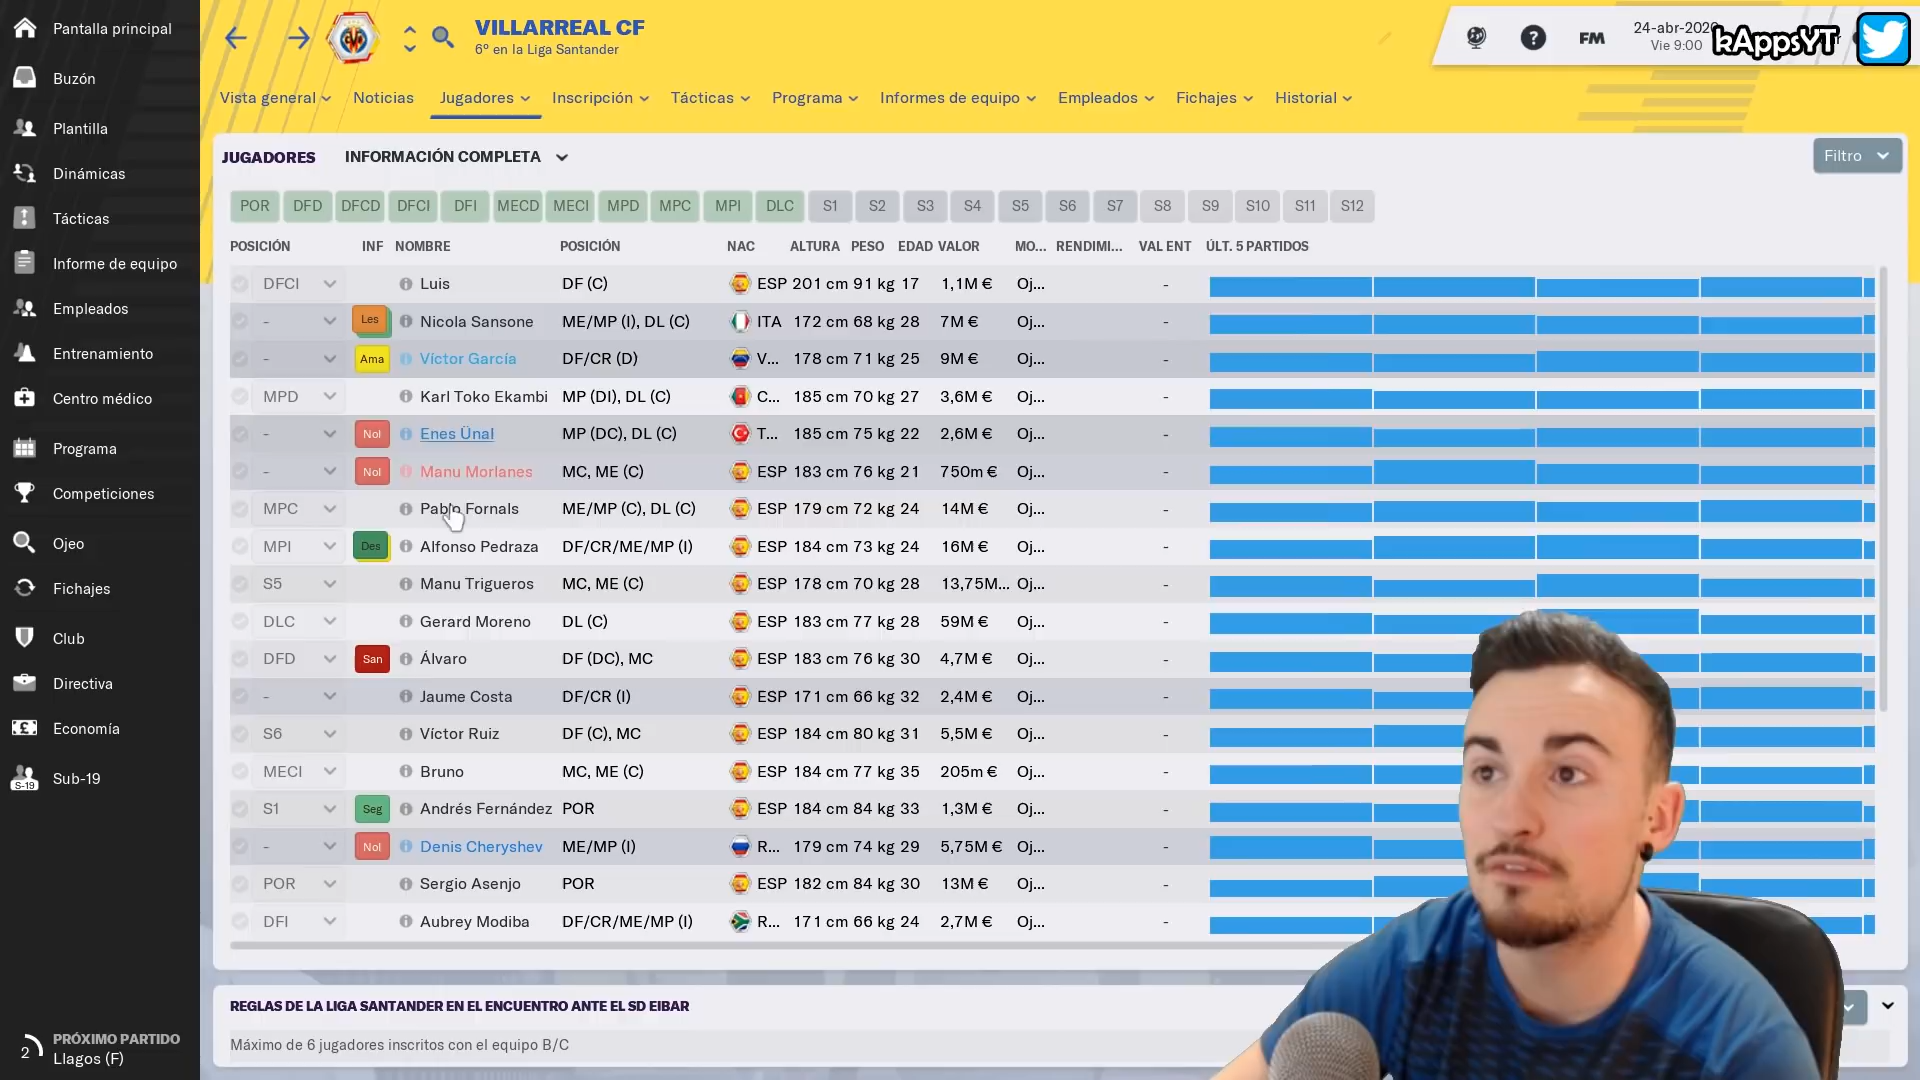 Pantalla principal
Buzón
Plantilla
Dinámicas
Tácticas
Informe de equipo
Empleados
Entrenamiento
Centro médico
Programa
Competiciones
Ojeo
Fichajes
Club
Directiva
Economía
S-19 Sub-19
2 PRÓXIMO PARTIDO
Llagos (F)
VILLARREAL CF
6º en la Liga Santander
FM
24-abr-2020
Vie 9:00
kAppsYT
Vista general Noticias Jugadores Inscripción Tácticas Programa Informes de equipo Empleados Fichajes Historial
JUGADORES INFORMACIÓN COMPLETA Filtro
POR DFD DFCD DFCI DFI MECD MECI MPD MPC MPI DLC S1 S2 S3 S4 S5 S6 S7 S8 S9 S10 S11 S12
POSICIÓN INF NOMBRE POSICIÓN NAC ALTURA PESO EDAD VALOR MO... RENDIMI... VAL ENT ÚLT. 5 PARTIDOS
DFCI Luis DF (C) ESP 201 cm 91 kg 17 1,1M € Oj... -
- Les Nicola Sansone ME/MP (I), DL (C) ITA 172 cm 68 kg 28 7M € Oj... -
- Ama Víctor García DF/CR (D) V... 178 cm 71 kg 25 9M € Oj... -
MPD Karl Toko Ekambi MP (DI), DL (C) C... 185 cm 70 kg 27 3,6M € Oj... -
- Nol Enes Ünal MP (DC), DL (C) T... 185 cm 75 kg 22 2,6M € Oj... -
- Nol Manu Morlanes MC, ME (C) ESP 183 cm 76 kg 21 750m € Oj... -
MPC Pablo Fornals ME/MP (C), DL (C) ESP 179 cm 72 kg 24 14M € Oj... -
MPI Des Alfonso Pedraza DF/CR/ME/MP (I) ESP 184 cm 73 kg 24 16M € Oj... -
S5 Manu Trigueros MC, ME (C) ESP 178 cm 70 kg 28 13,75M... Oj... -
DLC Gerard Moreno DL (C) ESP 183 cm 77 kg 28 59M € Oj... -
DFD San Álvaro DF (DC), MC ESP 183 cm 76 kg 30 4,7M € Oj... -
- Jaume Costa DF/CR (I) ESP 171 cm 66 kg 32 2,4M € Oj... -
S6 Víctor Ruiz DF (C), MC ESP 184 cm 80 kg 31 5,5M € Oj... -
MECI Bruno MC, ME (C) ESP 184 cm 77 kg 35 205m € Oj... -
S1 Seg Andrés Fernández POR ESP 184 cm 84 kg 33 1,3M € Oj... -
- Nol Denis Cheryshev ME/MP (I) R... 179 cm 74 kg 29 5,75M € Oj... -
POR Sergio Asenjo POR ESP 182 cm 84 kg 30 13M € Oj... -
DFI Aubrey Modiba DF/CR/ME/MP (I) R... 171 cm 66 kg 24 2,7M € Oj... -
REGLAS DE LA LIGA SANTANDER EN EL ENCUENTRO ANTE EL SD EIBAR
Máximo de 6 jugadores inscritos con el equipo B/C